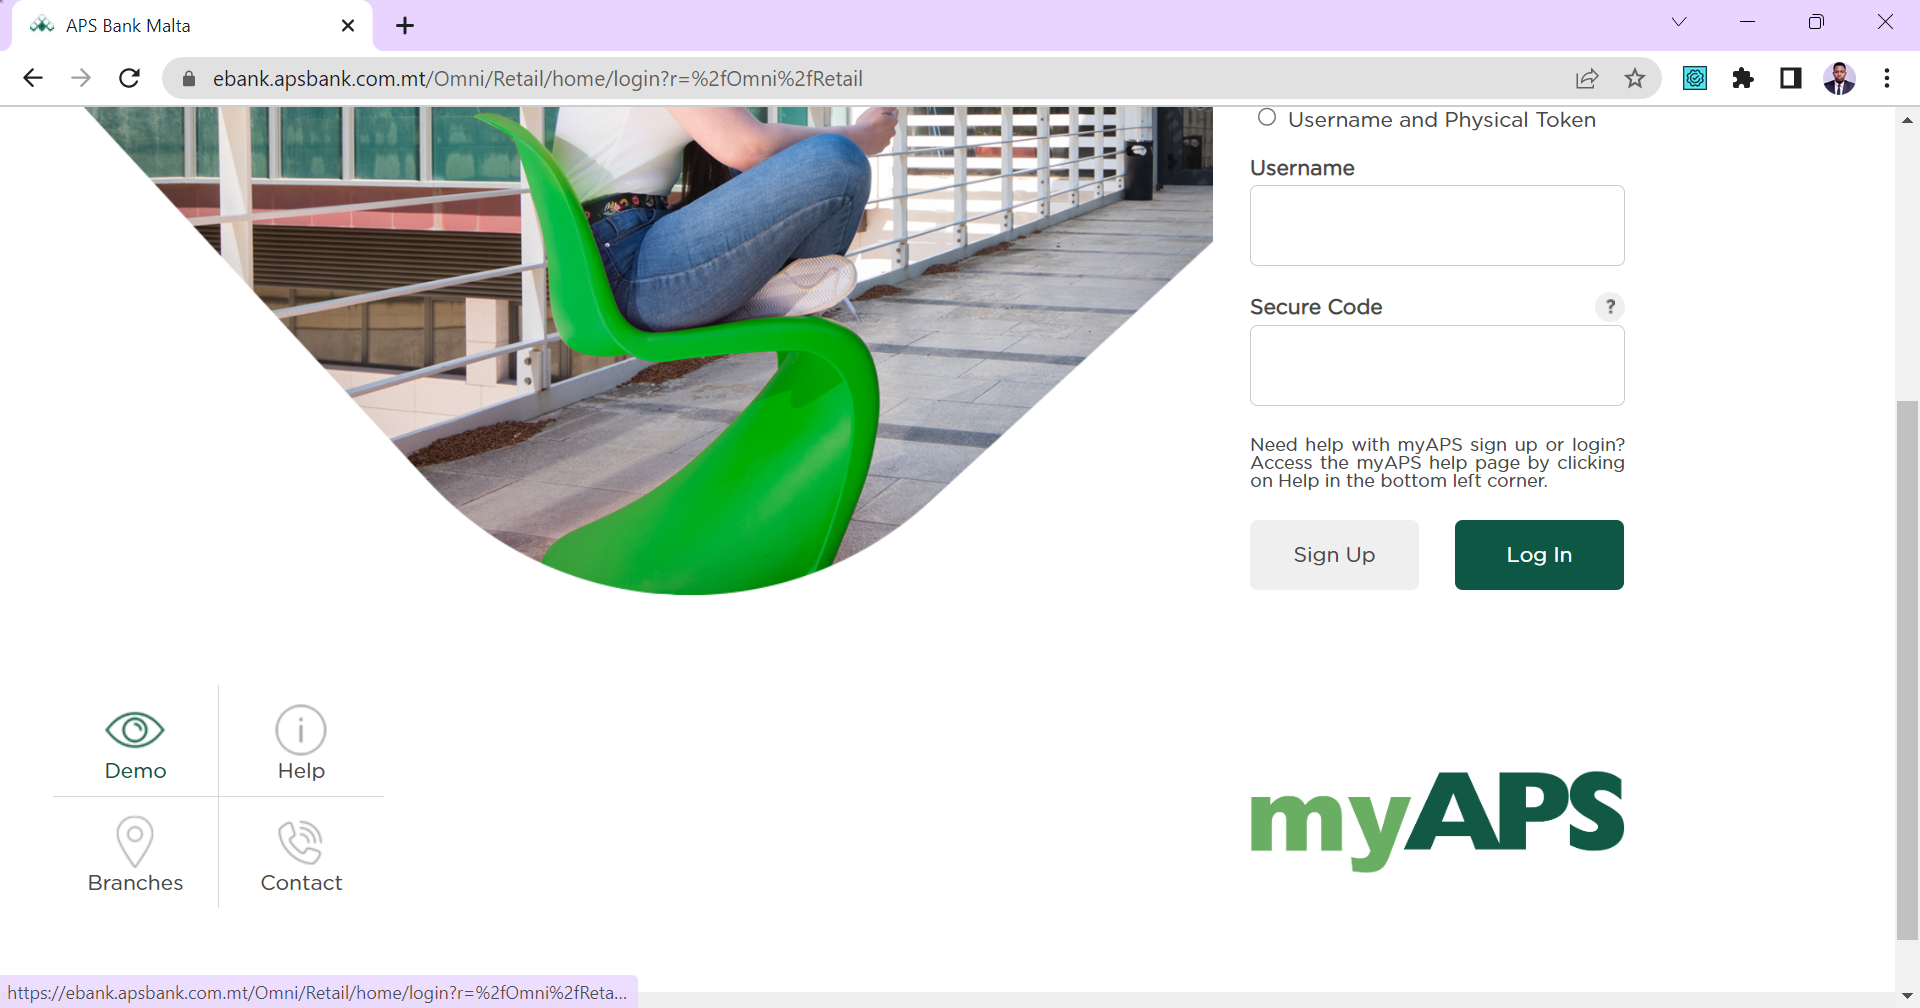 APS Bank Malta
ebank.apsbank.com.mt/Omni/Retail/home/login?r=%2fOmni%2fRetail
Username and Physical Token
Username
Secure Code
?
Need help with myAPS sign up or login?
Access the myAPS help page by clicking
on Help in the bottom left corner.
Sign Up
Log In
Demo
Help
Branches
Contact
myAPS
https://ebank.apsbank.com.mt/Omni/Retail/home/login?r=%2fOmni%2fReta...